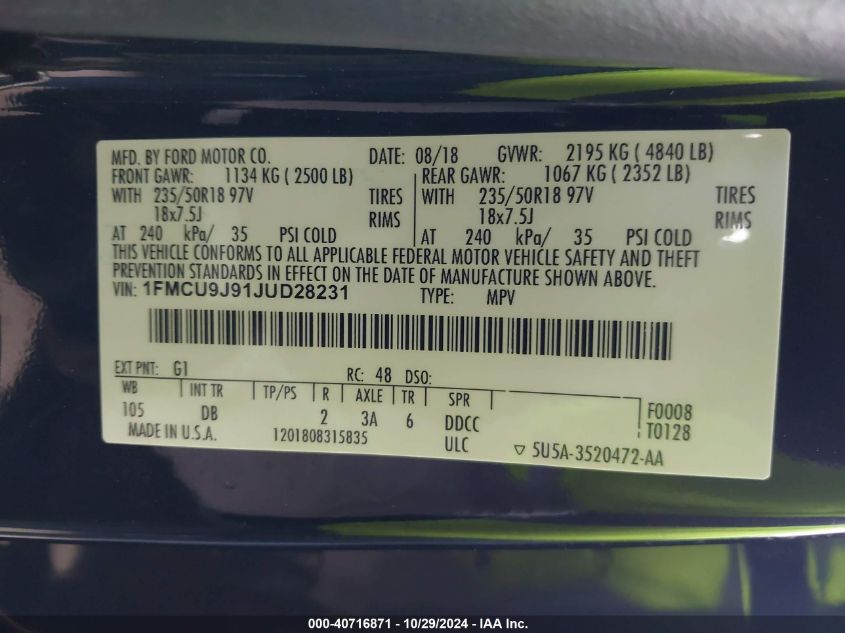 MFD. BY FORD MOTOR CO. DATE: 08/18 GVWR: 2195 KG ( 4840 LB)
FRONT GAWR: 1134 KG ( 2500 LB) REAR GAWR: 1067 KG ( 2352 LB)
WITH 235/50R18 97V TIRES WITH 235/50R18 97V TIRES
18x7.5J RIMS 18x7.5J RIMS
AT 240 kPa/ 35 PSI COLD AT 240 kPa/ 35 PSI COLD
THIS VEHICLE CONFORMS TO ALL APPLICABLE FEDERAL MOTOR VEHICLE SAFETY AND THEFT
PREVENTION STANDARDS IN EFFECT ON THE DATE OF MANUFACTURE SHOWN ABOVE.
VIN: 1FMCU9J91JUD28231 TYPE: MPV
EXT PNT: G1 RC: 48 DSO:
WB INT TR TP/PS R AXLE TR SPR
105 DB 2 3A 6 DDCC F0008
MADE IN U.S.A. 1201808315835 ULC T0128
5U5A-3520472-AA
000-40716871 - 10/29/2024 - IAA Inc.